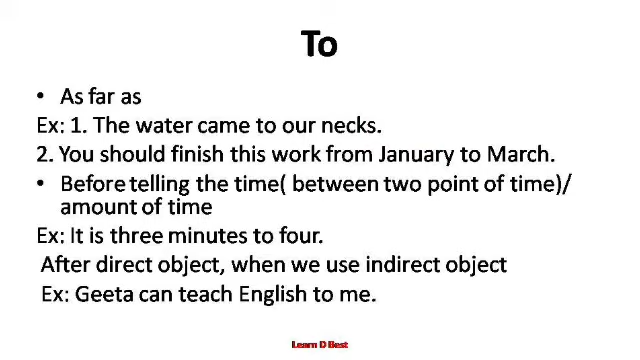 To
• As far as
Ex: 1. The water came to our necks.
2. You should finish this work from January to March.
• Before telling the time( between two point of time)/
amount of time
Ex: It is three minutes to four.
After direct object, when we use indirect object
Ex: Geeta can teach English to me.
Learn D Best